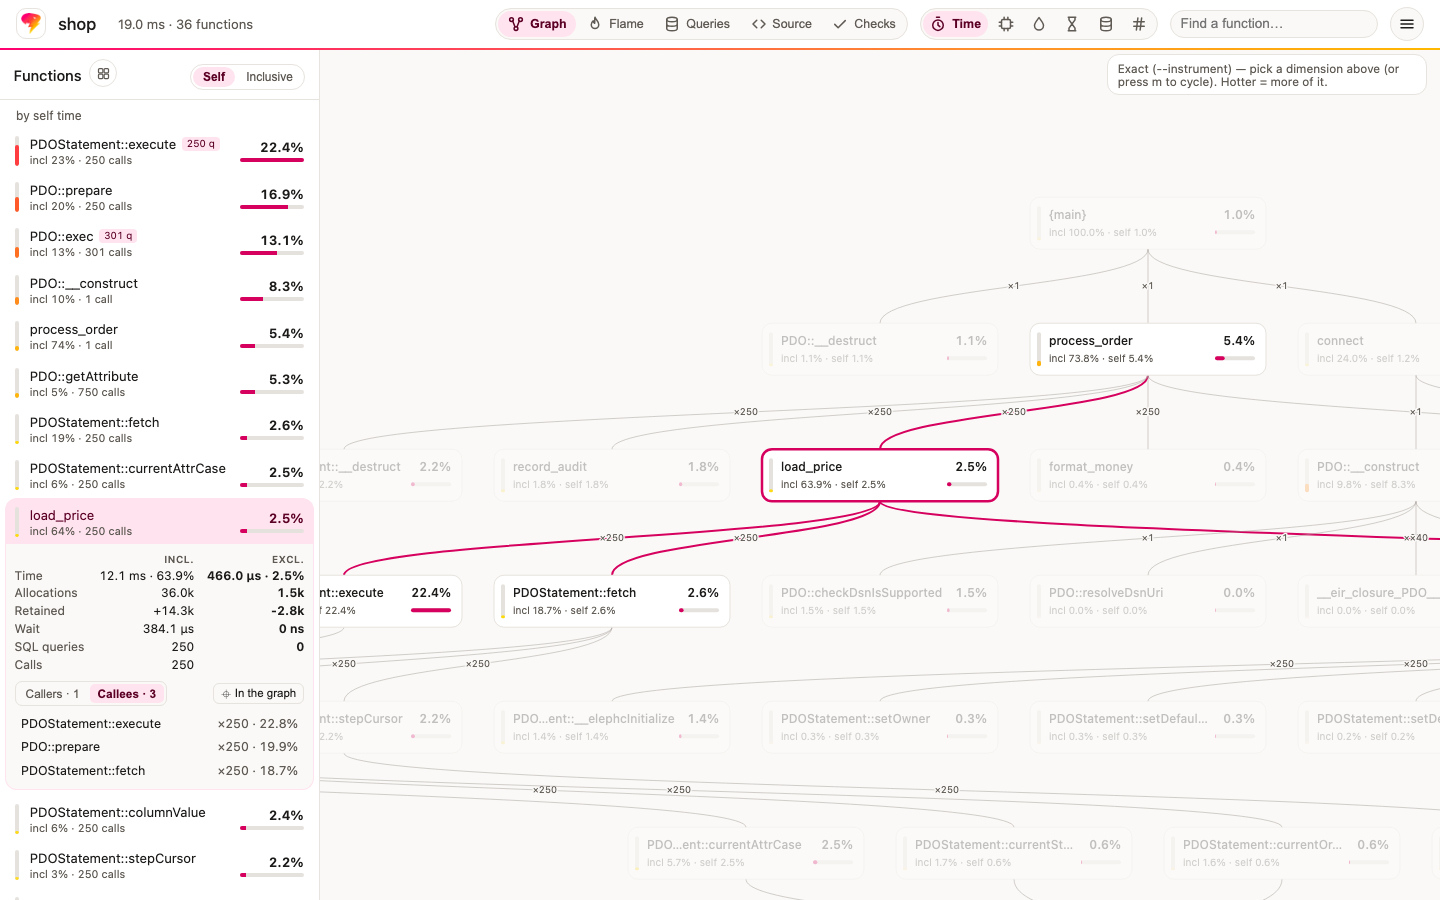 shop
19.0 ms · 36 functions
Graph
Flame
Queries
Source
Checks
Time
Find a function...
Exact (--instrument) — pick a dimension above (or
press m to cycle). Hotter = more of it.
Functions
Self
Inclusive
by self time
PDOStatement::execute 250 q 22.4%
incl 23% · 250 calls
PDO::prepare 16.9%
incl 20% · 250 calls
PDO::exec 301 q 13.1%
incl 13% · 301 calls
PDO::__construct 8.3%
incl 10% · 1 call
process_order 5.4%
incl 74% · 1 call
PDO::getAttribute 5.3%
incl 5% · 750 calls
PDOStatement::fetch 2.6%
incl 19% · 250 calls
PDOStatement::currentAttrCase 2.5%
incl 6% · 250 calls
load_price 2.5%
incl 64% · 250 calls
INCL. EXCL.
Time 12.1 ms · 63.9% 466.0 µs · 2.5%
Allocations 36.0k 1.5k
Retained +14.3k -2.8k
Wait 384.1 µs 0 ns
SQL queries 250 0
Calls 250
Callers · 1
Callees · 3
In the graph
PDOStatement::execute ×250 · 22.8%
PDO::prepare ×250 · 19.9%
PDOStatement::fetch ×250 · 18.7%
PDOStatement::columnValue 2.4%
incl 6% · 250 calls
PDOStatement::stepCursor 2.2%
incl 3% · 250 calls
{main} 1.0%
incl 100.0% · self 1.0%
×1 ×1 ×1
PDO::__destruct 1.1%
incl 1.1% · self 1.1%
process_order 5.4%
incl 73.8% · self 5.4%
connect
incl 24.0% · self 1.2%
×250 ×250 ×250 ×250 ×1
nt::__destruct 2.2%
2.2%
record_audit 1.8%
incl 1.8% · self 1.8%
load_price 2.5%
incl 63.9% · self 2.5%
format_money 0.4%
incl 0.4% · self 0.4%
PDO::__construct
incl 9.8% · self 8.3%
×250 ×250 ×1 ×1 ×40
nt::execute 22.4%
f 22.4%
PDOStatement::fetch 2.6%
incl 18.7% · self 2.6%
PDO::checkDsnIsSupported 1.5%
incl 1.5% · self 1.5%
PDO::resolveDsnUri 0.0%
incl 0.0% · self 0.0%
__eir_closure_PDO__
incl 0.0% · self 0.0%
×250 ×250 ×250 ×250
nt::stepCursor 2.2%
2.2%
PDO...ent::__elephcInitialize 1.4%
incl 1.4% · self 1.4%
PDOStatement::setOwner 0.3%
incl 0.3% · self 0.3%
PDOStatement::setDefaul... 0.3%
incl 0.3% · self 0.3%
PDOStatement::setDe
incl 0.2% · self 0.2%
×250 ×250 ×250
PDO...ent::currentAttrCase 2.5%
incl 5.7% · self 2.5%
PDOStatement::currentSt... 0.6%
incl 1.7% · self 0.6%
PDOStatement::currentOr... 0.6%
incl 1.6% · self 0.6%